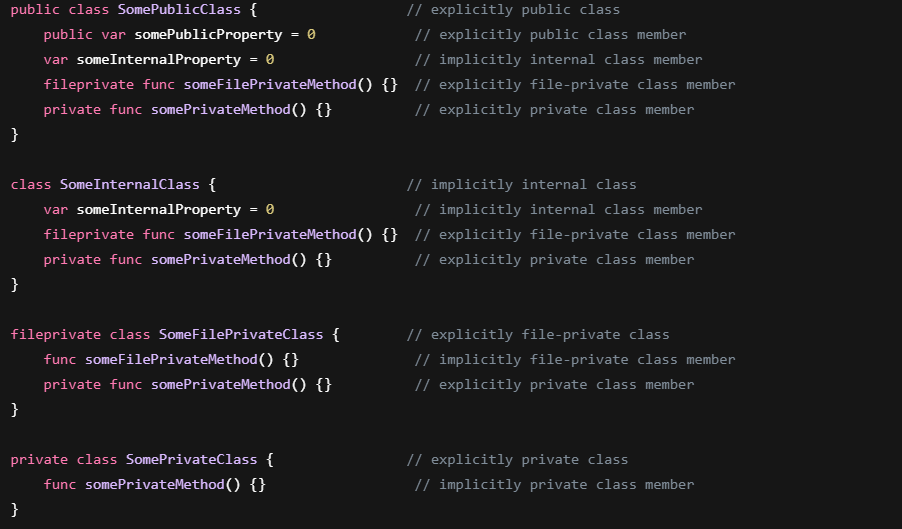 public class SomePublicClass {                  // explicitly public class
    public var somePublicProperty = 0            // explicitly public class member
    var someInternalProperty = 0                 // implicitly internal class member
    fileprivate func someFilePrivateMethod() {}  // explicitly file-private class member
    private func somePrivateMethod() {}          // explicitly private class member
}

class SomeInternalClass {                       // implicitly internal class
    var someInternalProperty = 0                 // implicitly internal class member
    fileprivate func someFilePrivateMethod() {}  // explicitly file-private class member
    private func somePrivateMethod() {}          // explicitly private class member
}

fileprivate class SomeFilePrivateClass {        // explicitly file-private class
    func someFilePrivateMethod() {}              // implicitly file-private class member
    private func somePrivateMethod() {}          // explicitly private class member
}

private class SomePrivateClass {                // explicitly private class
    func somePrivateMethod() {}                  // implicitly private class member
}